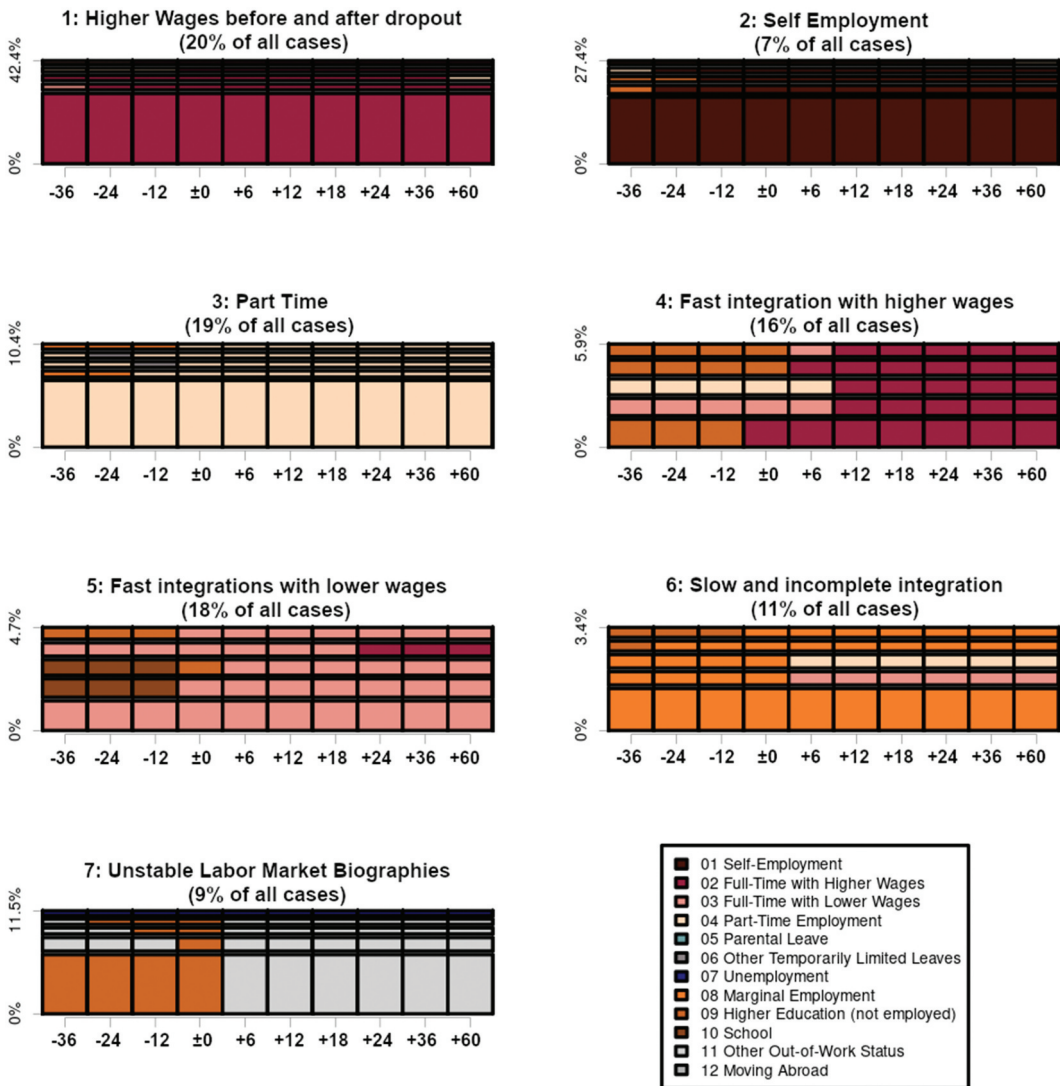 1: Higher Wages before and after dropout
(20% of all cases)
42.4%
0%
-36 -24 -12 ±0 +6 +12 +18 +24 +36 +60
2: Self Employment
(7% of all cases)
27.4%
0%
-36 -24 -12 ±0 +6 +12 +18 +24 +36 +60
3: Part Time
(19% of all cases)
10.4%
0%
-36 -24 -12 ±0 +6 +12 +18 +24 +36 +60
4: Fast integration with higher wages
(16% of all cases)
5.9%
0%
-36 -24 -12 ±0 +6 +12 +18 +24 +36 +60
5: Fast integrations with lower wages
(18% of all cases)
4.7%
0%
-36 -24 -12 ±0 +6 +12 +18 +24 +36 +60
6: Slow and incomplete integration
(11% of all cases)
3.4%
0%
-36 -24 -12 ±0 +6 +12 +18 +24 +36 +60
7: Unstable Labor Market Biographies
(9% of all cases)
11.5%
0%
-36 -24 -12 ±0 +6 +12 +18 +24 +36 +60
01 Self-Employment
02 Full-Time with Higher Wages
03 Full-Time with Lower Wages
04 Part-Time Employment
05 Parental Leave
06 Other Temporarily Limited Leaves
07 Unemployment
08 Marginal Employment
09 Higher Education (not employed)
10 School
11 Other Out-of-Work Status
12 Moving Abroad